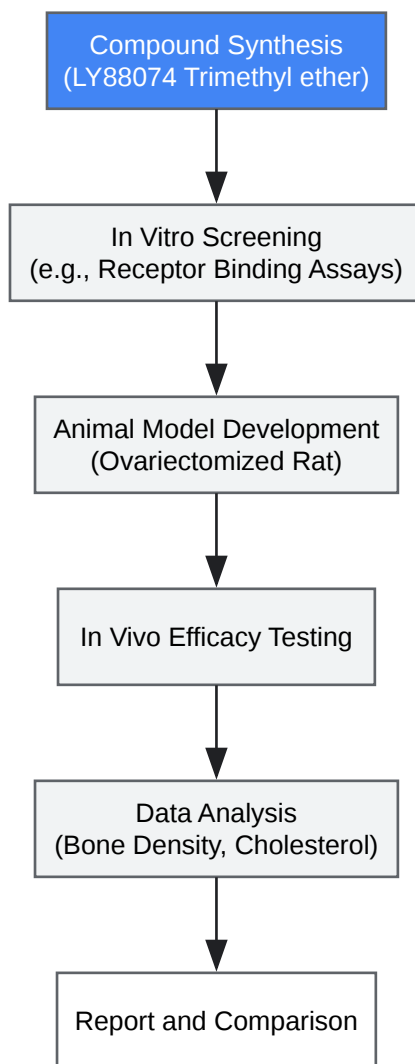 Compound Synthesis
(LY88074 Trimethyl ether)
In Vitro Screening
(e.g., Receptor Binding Assays)
Animal Model Development
(Ovariectomized Rat)
In Vivo Efficacy Testing
Data Analysis
(Bone Density, Cholesterol)
Report and Comparison